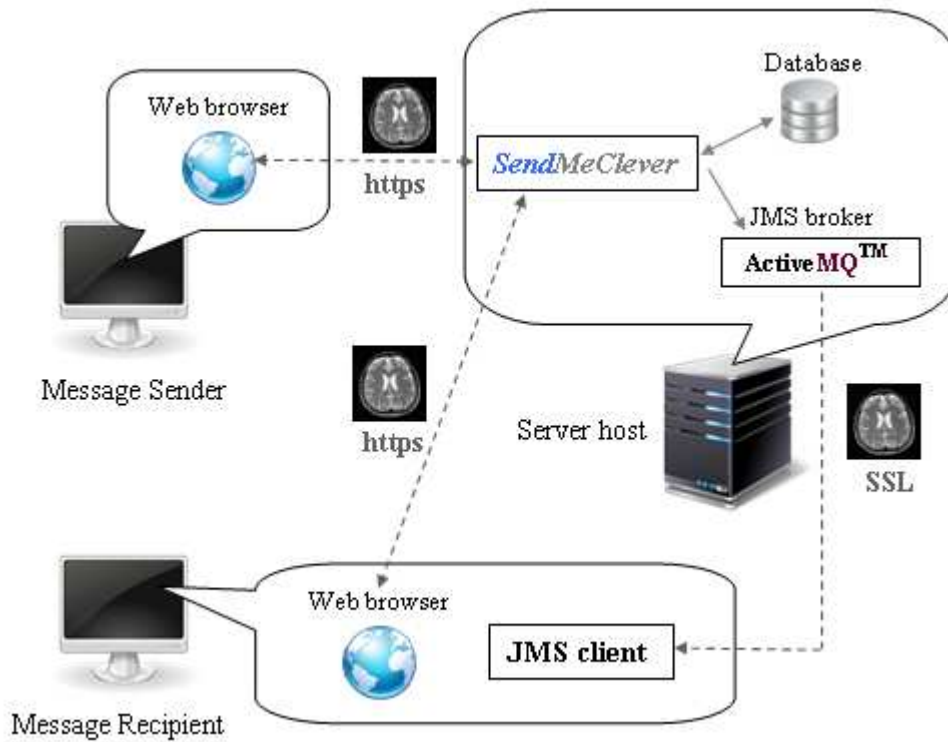 Database
Web browser
SendMeClever
https
JMS broker
ActiveMQ™
Message Sender
https
Server host
SSL
Web browser
JMS client
Message Recipient